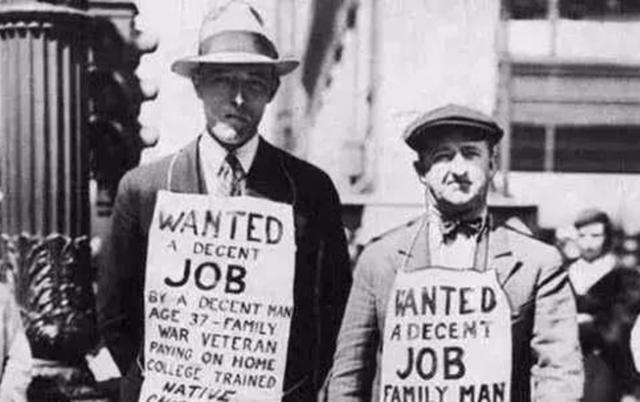 WANTED
A DECENT
JOB
BY A DECENT MAN
AGE 37-FAMILY
WAR VETERAN
PAYING ON HOME
COLLEGE TRAINED
NATIVE
WANTED
A DECENT
JOB
FAMILY MAN